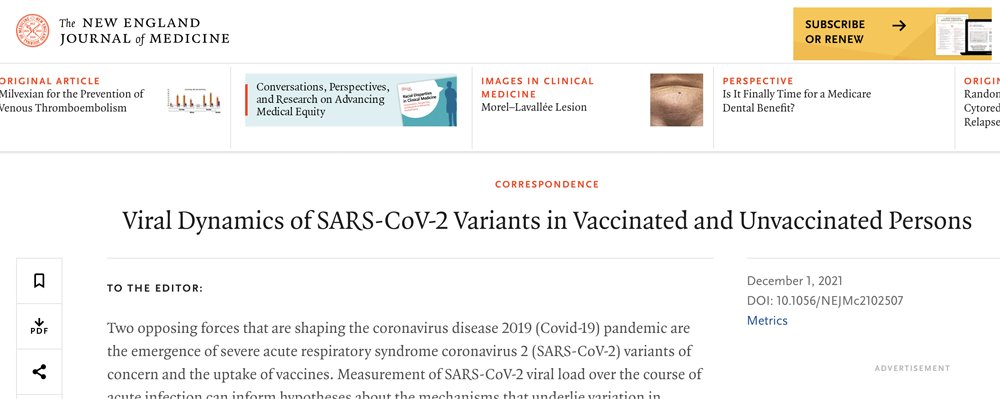 The NEW ENGLAND
JOURNAL of MEDICINE
SUBSCRIBE
OR RENEW
ORIGINAL ARTICLE
Milvexian for the Prevention of
Venous Thromboembolism
Conversations, Perspectives,
and Research on Advancing
Medical Equity
Racial Disparities
in Clinical Medicine
IMAGES IN CLINICAL
MEDICINE
Morel–Lavallée Lesion
PERSPECTIVE
Is It Finally Time for a Medicare
Dental Benefit?
ORIGIN
Random
Cytored
Relapse
CORRESPONDENCE
Viral Dynamics of SARS-CoV-2 Variants in Vaccinated and Unvaccinated Persons
TO THE EDITOR:
Two opposing forces that are shaping the coronavirus disease 2019 (Covid-19) pandemic are
the emergence of severe acute respiratory syndrome coronavirus 2 (SARS-CoV-2) variants of
concern and the uptake of vaccines. Measurement of SARS-CoV-2 viral load over the course of
acute infection can inform hypotheses about the mechanisms that underlie variation in
PDF
December 1, 2021
DOI: 10.1056/NEJMc2102507
Metrics
ADVERTISEMENT